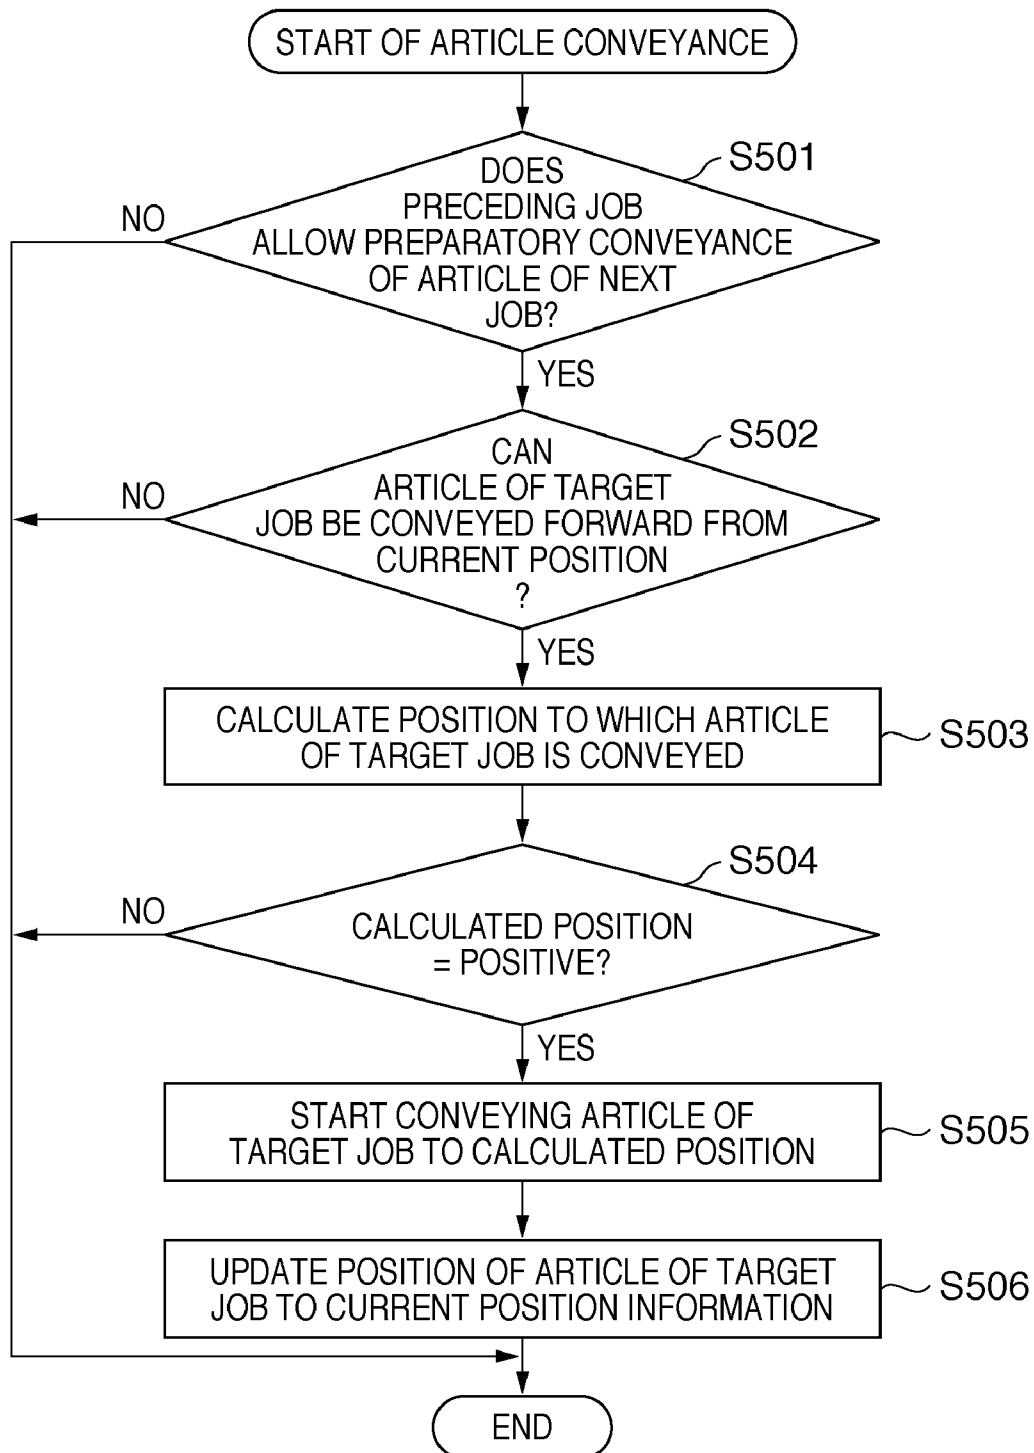 START OF ARTICLE CONVEYANCE
S501
DOES
PRECEDING JOB
ALLOW PREPARATORY CONVEYANCE
OF ARTICLE OF NEXT
JOB?
NO
YES
S502
CAN
ARTICLE OF TARGET
JOB BE CONVEYED FORWARD FROM
CURRENT POSITION
?
NO
YES
CALCULATE POSITION TO WHICH ARTICLE
OF TARGET JOB IS CONVEYED
S503
S504
CALCULATED POSITION
= POSITIVE?
NO
YES
START CONVEYING ARTICLE OF
TARGET JOB TO CALCULATED POSITION
S505
UPDATE POSITION OF ARTICLE OF TARGET
JOB TO CURRENT POSITION INFORMATION
S506
END